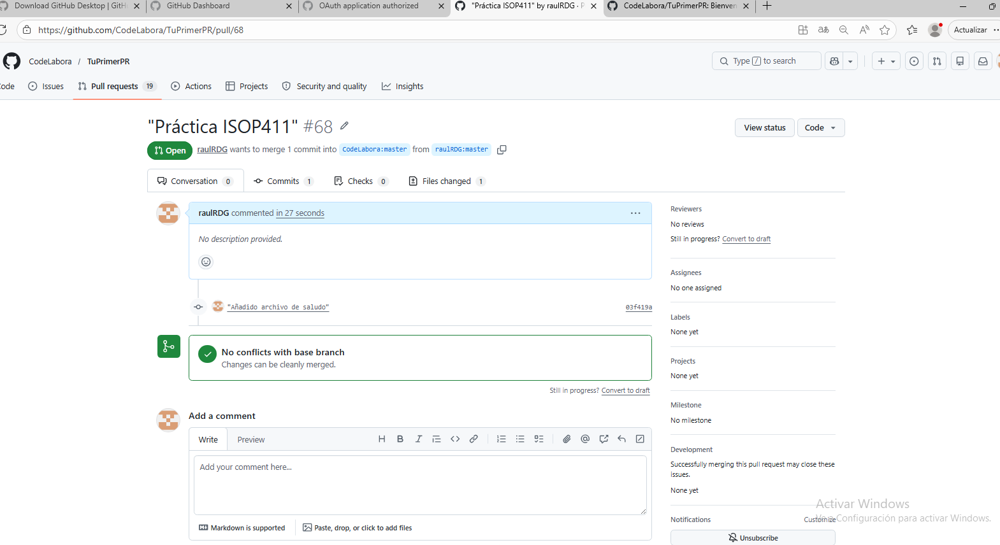 Download GitHub Desktop | GitH
GitHub Dashboard
OAuth application authorized
"Práctica ISOP411" by raulRDG · P
CodeLabora/TuPrimerPR: Bienven
https://github.com/CodeLabora/TuPrimerPR/pull/68
Actualizar
CodeLabora / TuPrimerPR
Type / to search
ode
Issues
Pull requests 19
Actions
Projects
Security and quality
Insights
"Práctica ISOP411" #68
View status
Code
Open
raulRDG wants to merge 1 commit into CodeLabora:master from raulRDG:master
Conversation 0
Commits 1
Checks 0
Files changed 1
raulRDG commented in 27 seconds
No description provided.
"Añadido archivo de saludo"
03f419a
No conflicts with base branch
Changes can be cleanly merged.
Still in progress? Convert to draft
Add a comment
Write
Preview
Add your comment here...
Markdown is supported
Paste, drop, or click to add files
Reviewers
No reviews
Still in progress? Convert to draft
Assignees
No one assigned
Labels
None yet
Projects
None yet
Milestone
No milestone
Development
Successfully merging this pull request may close these
issues.
None yet
Notifications
Customize
Unsubscribe
Activar Windows
Ve a Configuración para activar Windows.